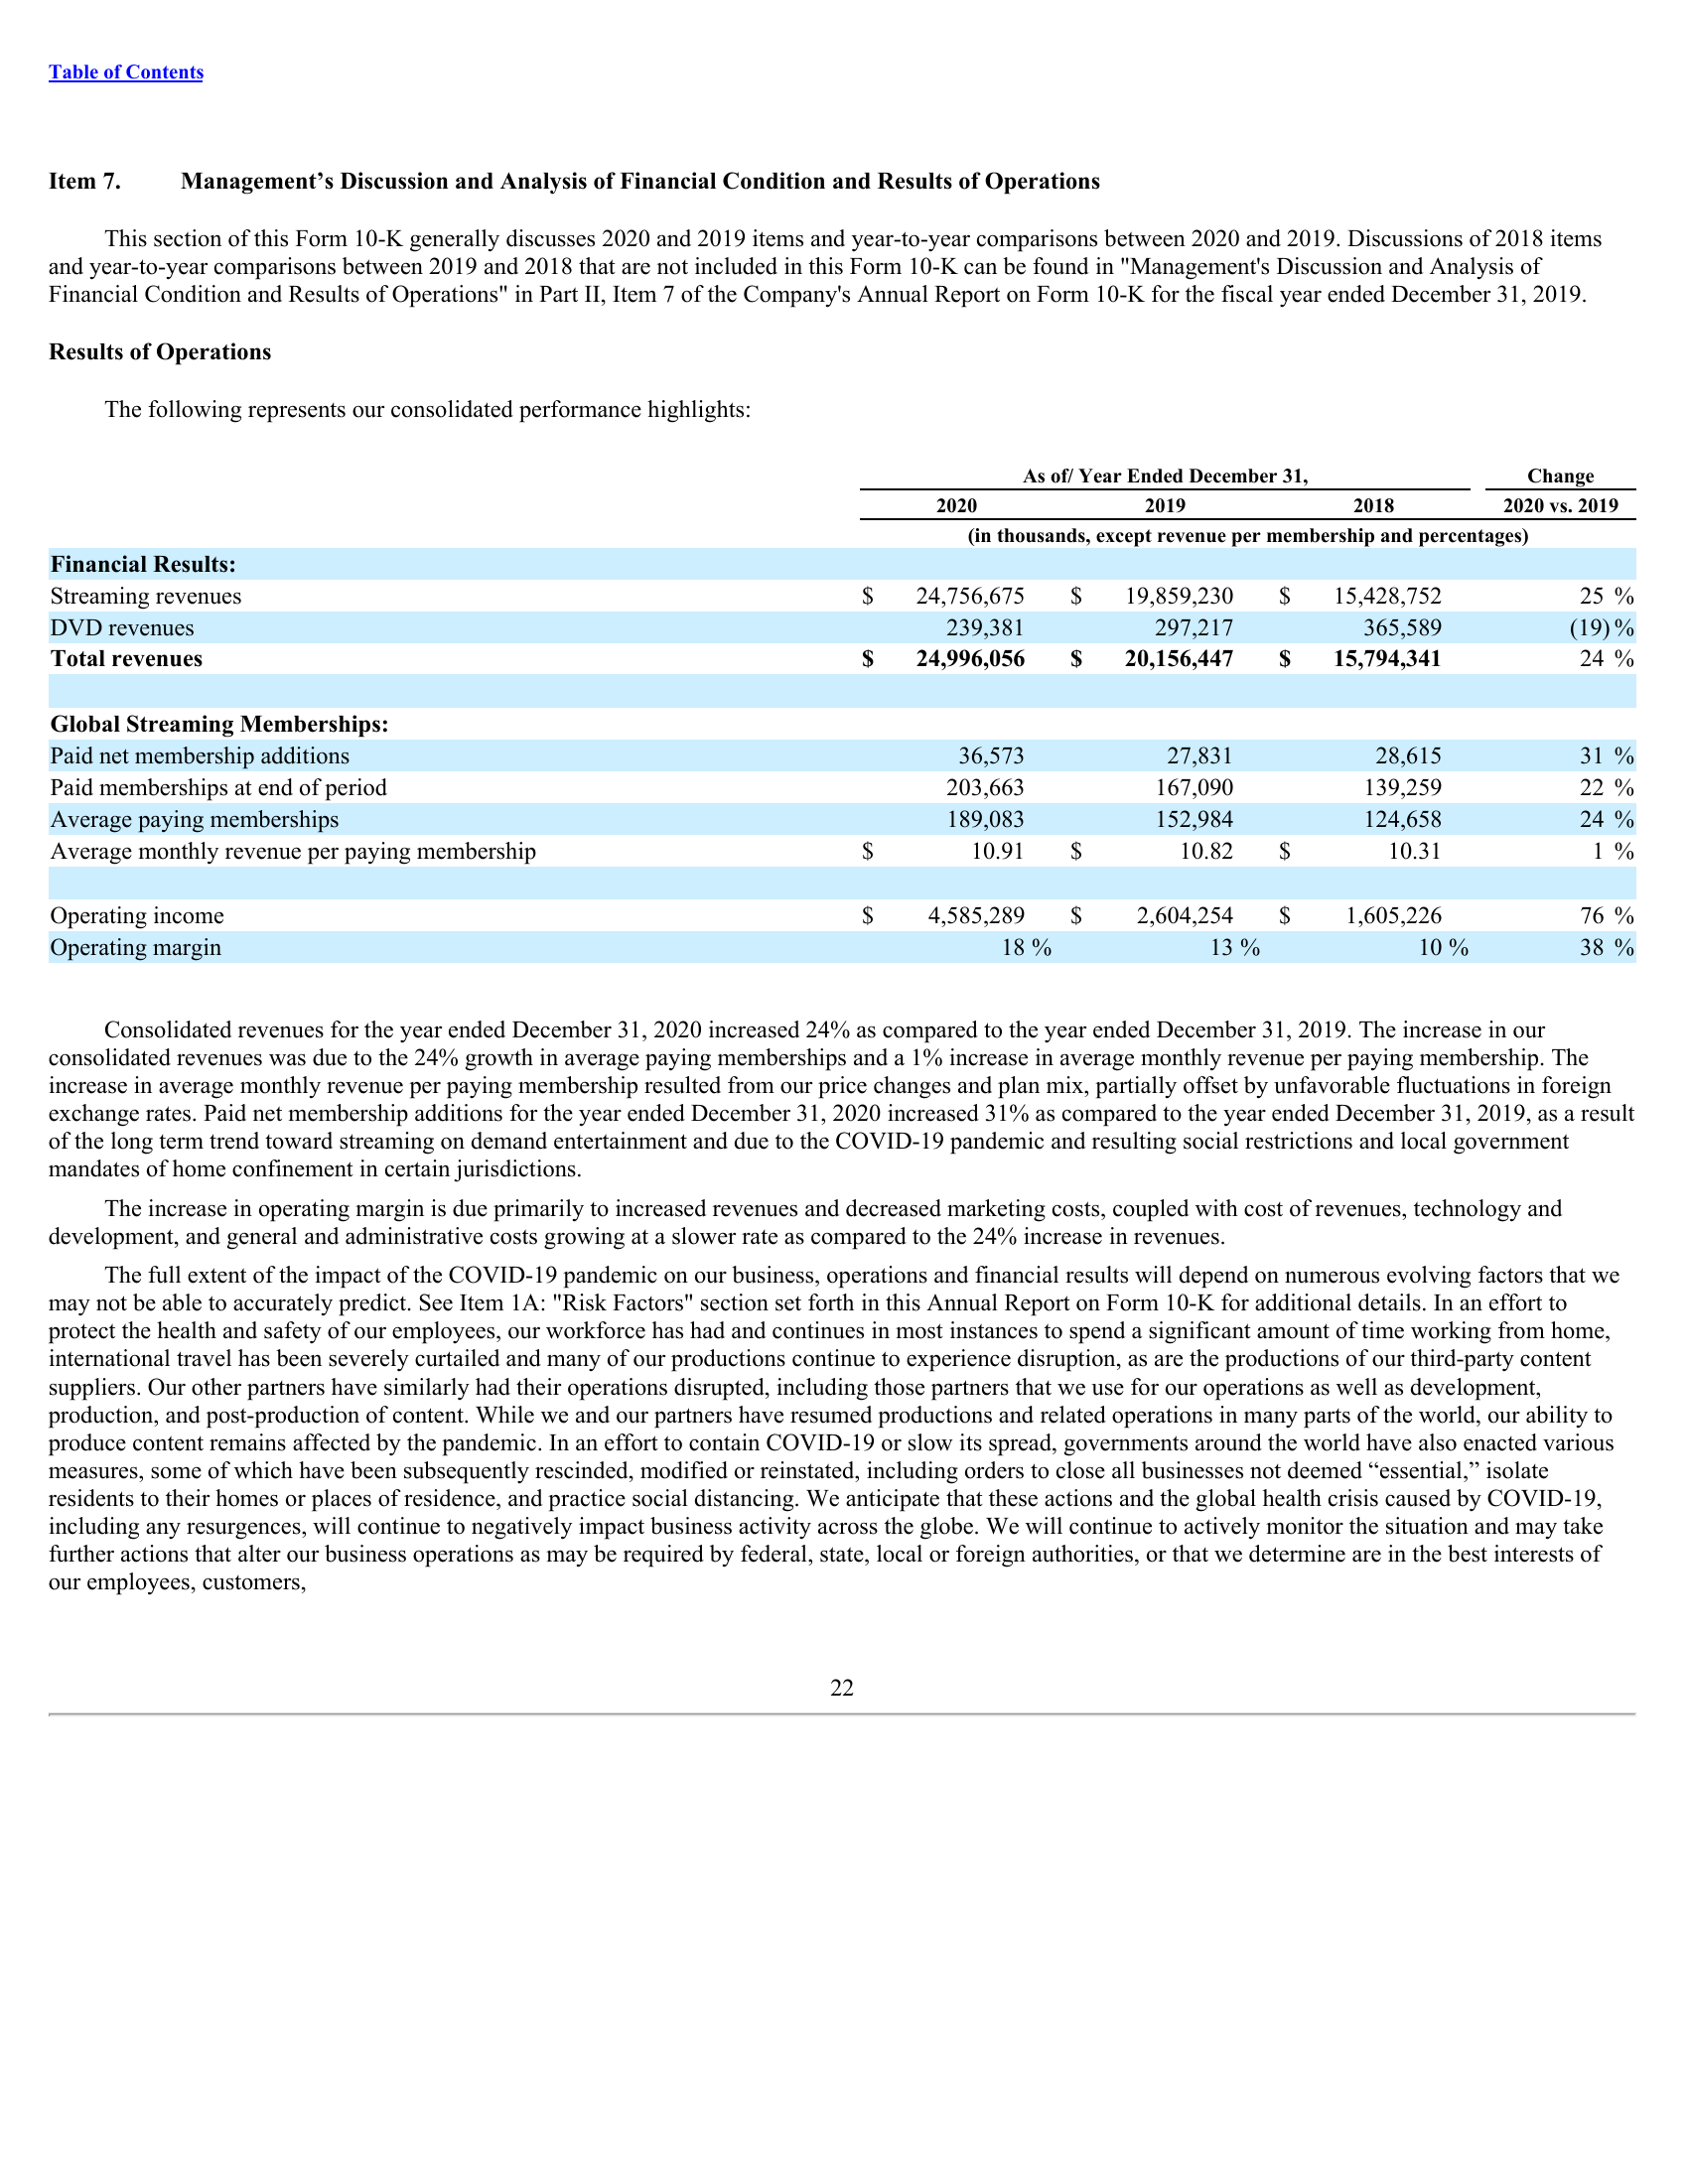 Table of Contents
Item 7. Management’s Discussion and Analysis of Financial Condition and Results of Operations
This section of this Form 10-K generally discusses 2020 and 2019 items and year-to-year comparisons between 2020 and 2019. Discussions of 2018 items
and year-to-year comparisons between 2019 and 2018 that are not included in this Form 10-K can be found in "Management's Discussion and Analysis of
Financial Condition and Results of Operations" in Part II, Item 7 of the Company's Annual Report on Form 10-K for the fiscal year ended December 31, 2019.
Results of Operations
The following represents our consolidated performance highlights:
As of/ Year Ended December 31, Change
2020 2019 2018 2020 vs. 2019
(in thousands, except revenue per membership and percentages)
Financial Results:
Streaming revenues $ 24,756,675 $ 19,859,230 $ 15,428,752 25 %
DVD revenues 239,381 297,217 365,589 (19)%
Total revenues $ 24,996,056 $ 20,156,447 $ 15,794,341 24 %
Global Streaming Memberships:
Paid net membership additions 36,573 27,831 28,615 31 %
Paid memberships at end of period 203,663 167,090 139,259 22 %
Average paying memberships 189,083 152,984 124,658 24 %
Average monthly revenue per paying membership $ 10.91 $ 10.82 $ 10.31 1 %
Operating income $ 4,585,289 $ 2,604,254 $ 1,605,226 76 %
Operating margin 18 % 13 % 10 % 38 %
Consolidated revenues for the year ended December 31, 2020 increased 24% as compared to the year ended December 31, 2019. The increase in our
consolidated revenues was due to the 24% growth in average paying memberships and a 1% increase in average monthly revenue per paying membership. The
increase in average monthly revenue per paying membership resulted from our price changes and plan mix, partially offset by unfavorable fluctuations in foreign
exchange rates. Paid net membership additions for the year ended December 31, 2020 increased 31% as compared to the year ended December 31, 2019, as a result
of the long term trend toward streaming on demand entertainment and due to the COVID-19 pandemic and resulting social restrictions and local government
mandates of home confinement in certain jurisdictions.
The increase in operating margin is due primarily to increased revenues and decreased marketing costs, coupled with cost of revenues, technology and
development, and general and administrative costs growing at a slower rate as compared to the 24% increase in revenues.
The full extent of the impact of the COVID-19 pandemic on our business, operations and financial results will depend on numerous evolving factors that we
may not be able to accurately predict. See Item 1A: "Risk Factors" section set forth in this Annual Report on Form 10-K for additional details. In an effort to
protect the health and safety of our employees, our workforce has had and continues in most instances to spend a significant amount of time working from home,
international travel has been severely curtailed and many of our productions continue to experience disruption, as are the productions of our third-party content
suppliers. Our other partners have similarly had their operations disrupted, including those partners that we use for our operations as well as development,
production, and post-production of content. While we and our partners have resumed productions and related operations in many parts of the world, our ability to
produce content remains affected by the pandemic. In an effort to contain COVID-19 or slow its spread, governments around the world have also enacted various
measures, some of which have been subsequently rescinded, modified or reinstated, including orders to close all businesses not deemed “essential,” isolate
residents to their homes or places of residence, and practice social distancing. We anticipate that these actions and the global health crisis caused by COVID-19,
including any resurgences, will continue to negatively impact business activity across the globe. We will continue to actively monitor the situation and may take
further actions that alter our business operations as may be required by federal, state, local or foreign authorities, or that we determine are in the best interests of
our employees, customers,
22